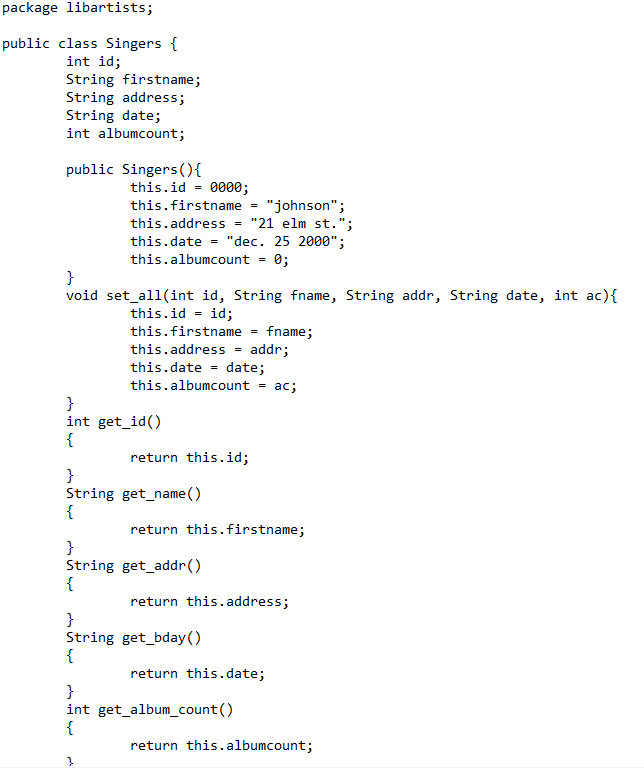 package libartists;
public class Singers {
int id;
String firstname;
String address;
String date;
int albumcount;
public Singers(){
this.id = 0000;
this.firstname = "johnson";
this.address = "21 elm st.";
this.date = "dec. 25 2000";
this.albumcount = 0;
}
void set_all(int id, String fname, String addr, String date, int ac){
this.id = id;
this.firstname = fname;
this.address = addr;
this.date = date;
this.albumcount = ac;
}
int get_id()
{
return this.id;
}
String get_name()
{
return this.firstname;
}
String get_addr()
{
return this.address;
}
String get_bday()
{
return this.date;
}
int get_album_count()
{
return this.albumcount;
}